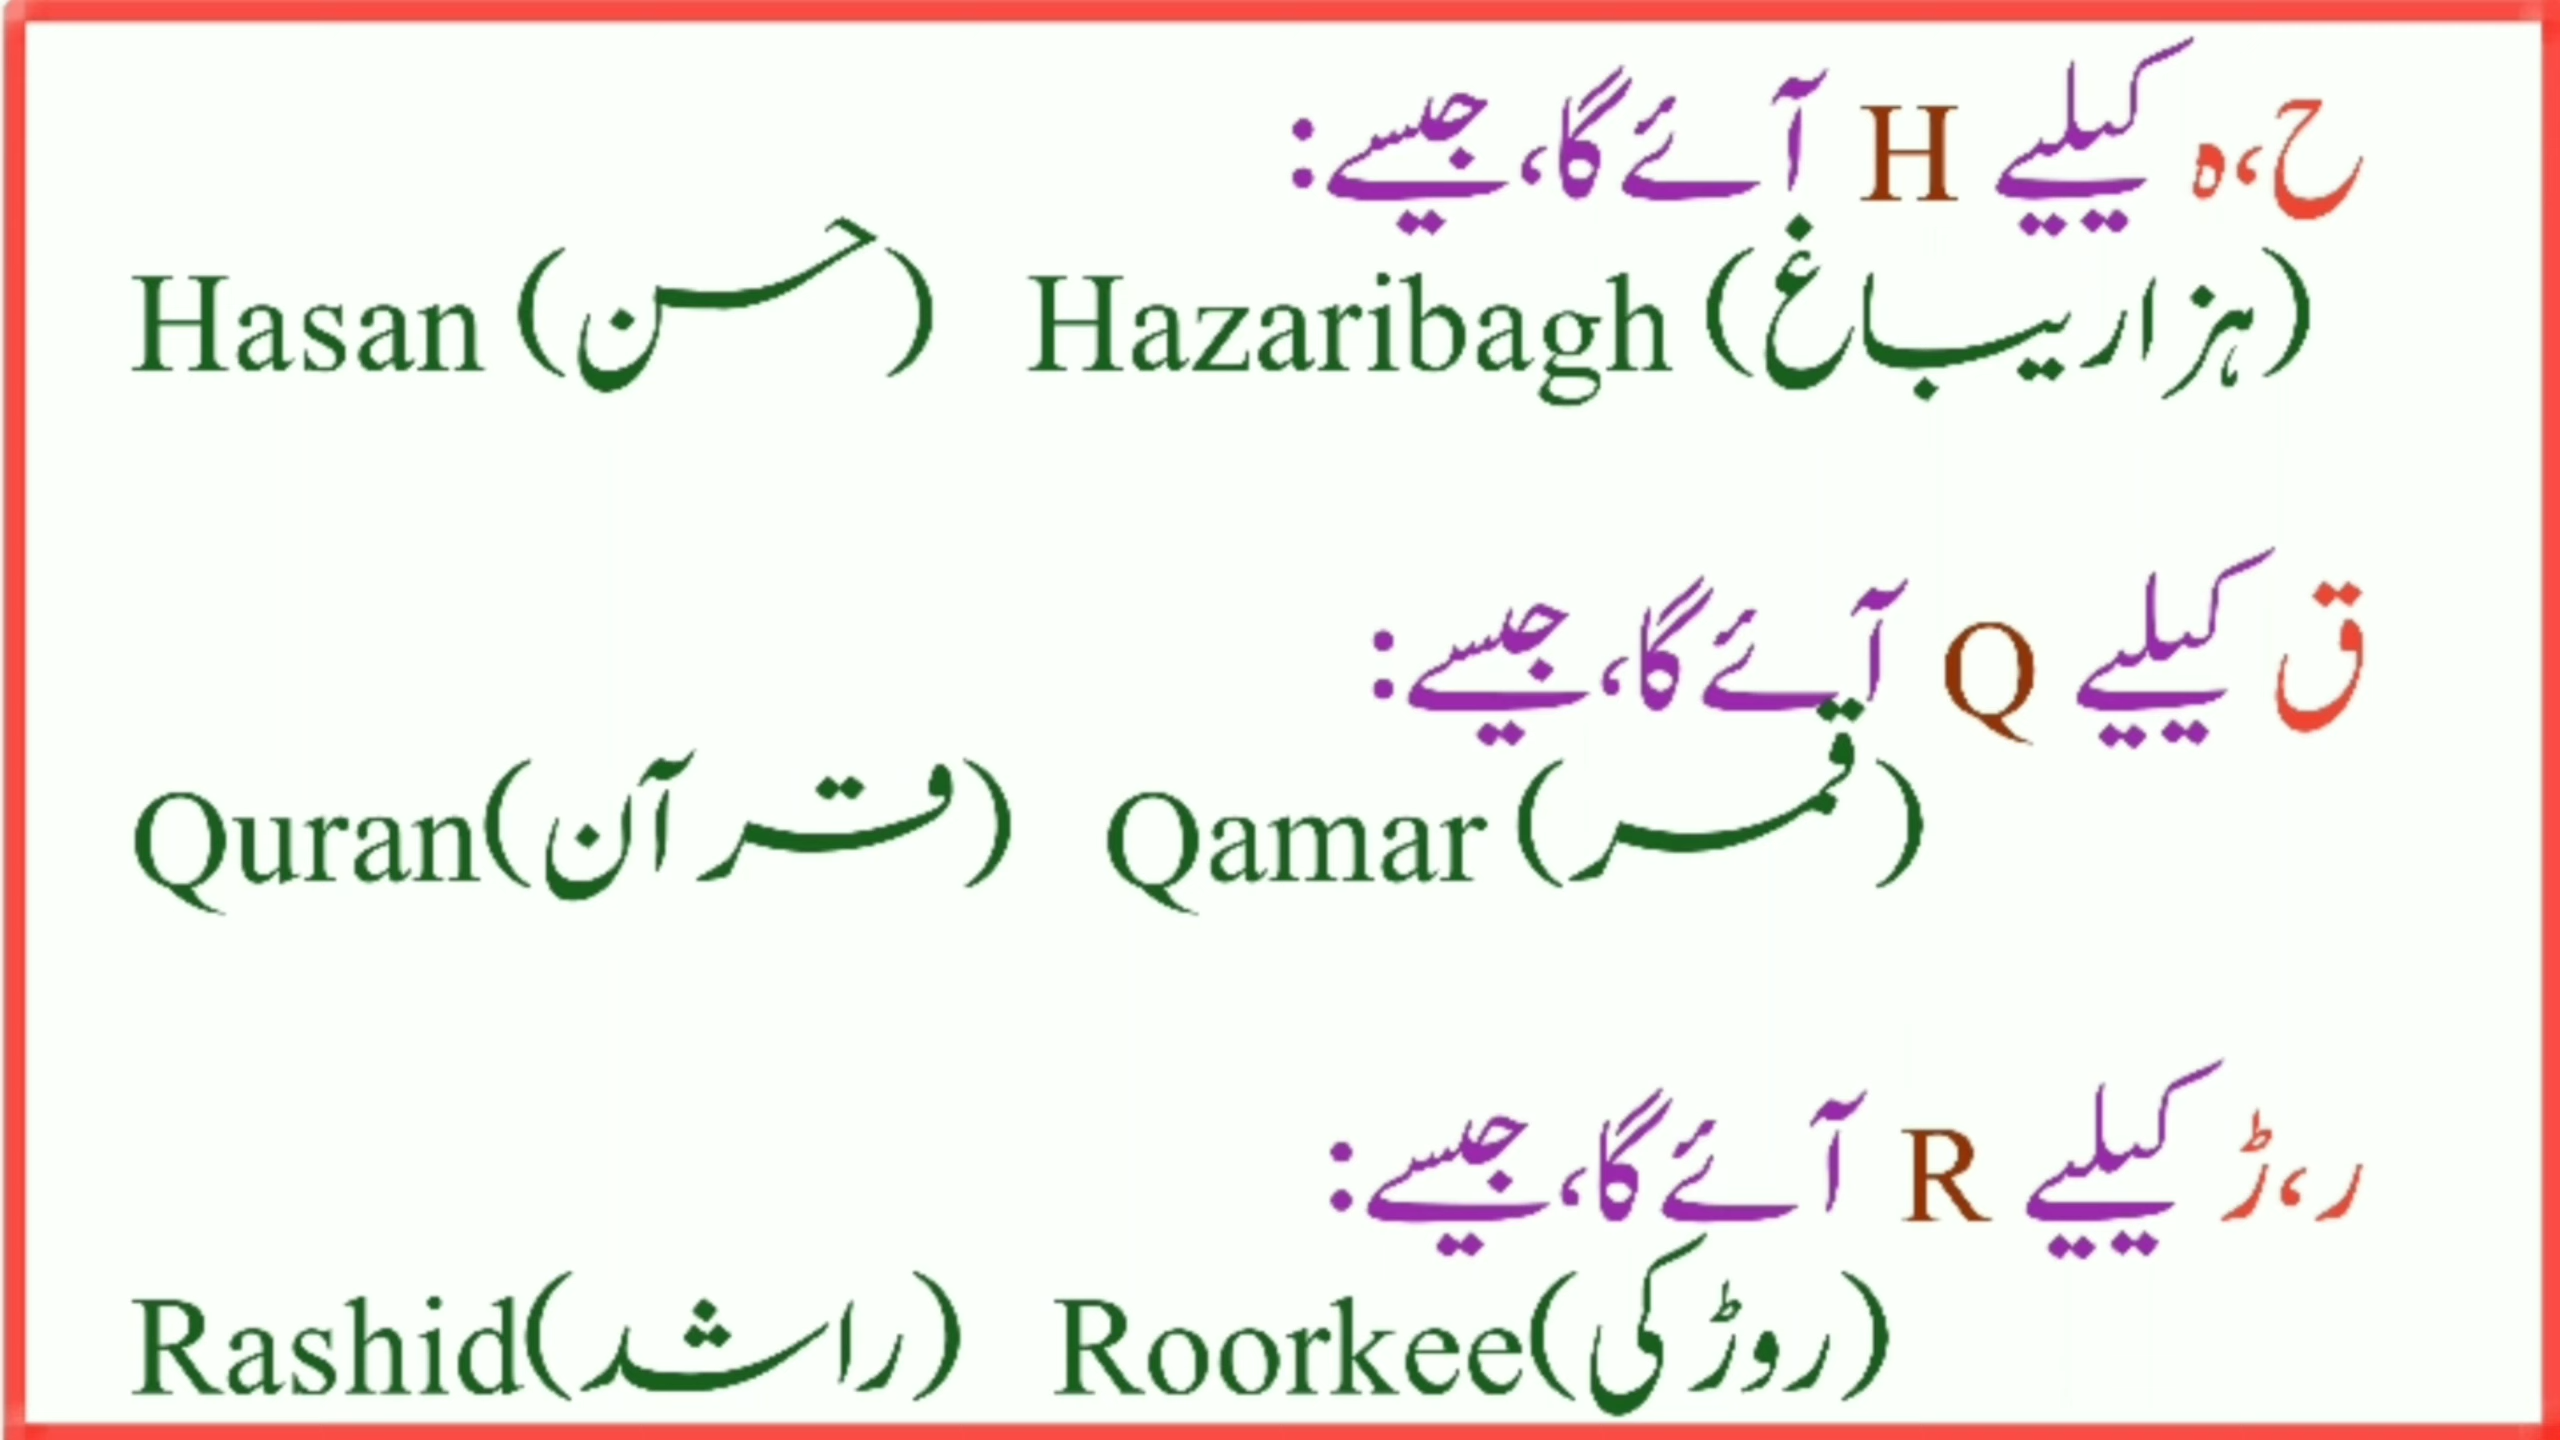 ح، ہ کیلیے H آئے گا، جیسے:
Hasan (حسن) Hazaribagh (ہزاریباغ)
ق کیلیے Q آئے گا، جیسے:
Quran(قرآن) Qamar (قمر)
ر، ڑ کیلیے R آئے گا، جیسے:
Rashid(راشد) Roorkee(روڑکی)